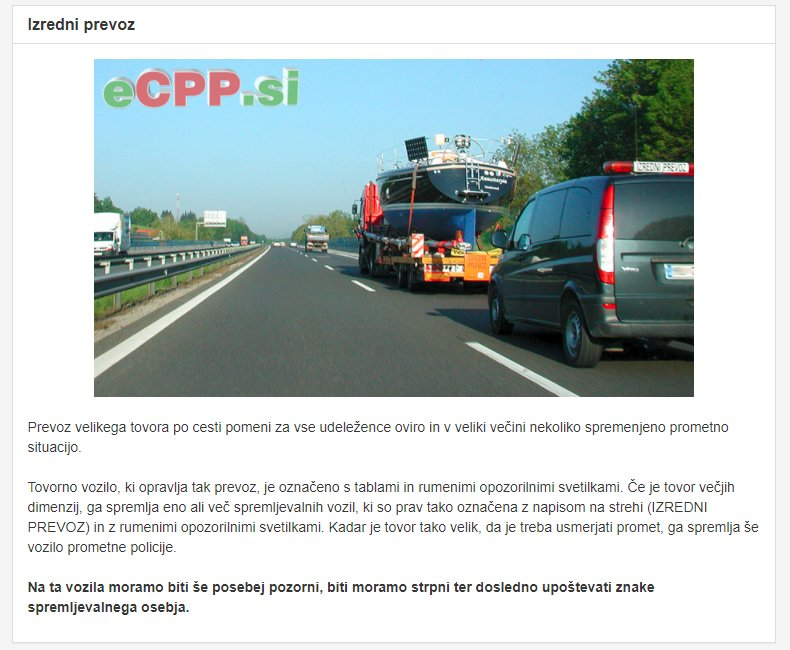 Izredni prevoz
eCPP.si
IZREDNI PREVOZ
IZREDNI
PREVOZ
Prevoz velikega tovora po cesti pomeni za vse udeležence oviro in v veliki večini nekoliko spremenjeno prometno
situacijo.
Tovorno vozilo, ki opravlja tak prevoz, je označeno s tablami in rumenimi opozorilnimi svetilkami. Če je tovor večjih
dimenzij, ga spremlja eno ali več spremljevalnih vozil, ki so prav tako označena z napisom na strehi (IZREDNI
PREVOZ) in z rumenimi opozorilnimi svetilkami. Kadar je tovor tako velik, da je treba usmerjati promet, ga spremlja še
vozilo prometne policije.
Na ta vozila moramo biti še posebej pozorni, biti moramo strpni ter dosledno upoštevati znake
spremljevalnega osebja.